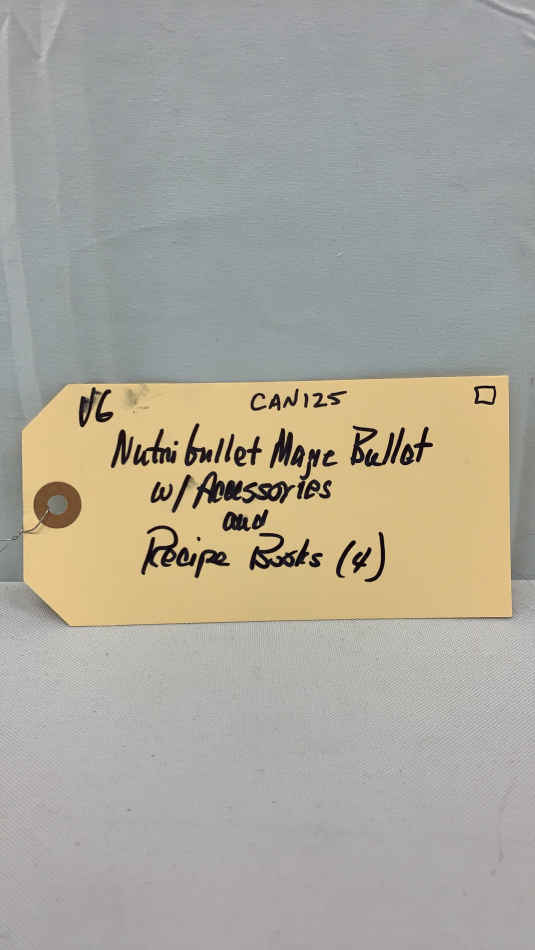 V6 CAN125
Nutribullet Magic Bullet
w/ Accessories
and
Recipe Books (4)